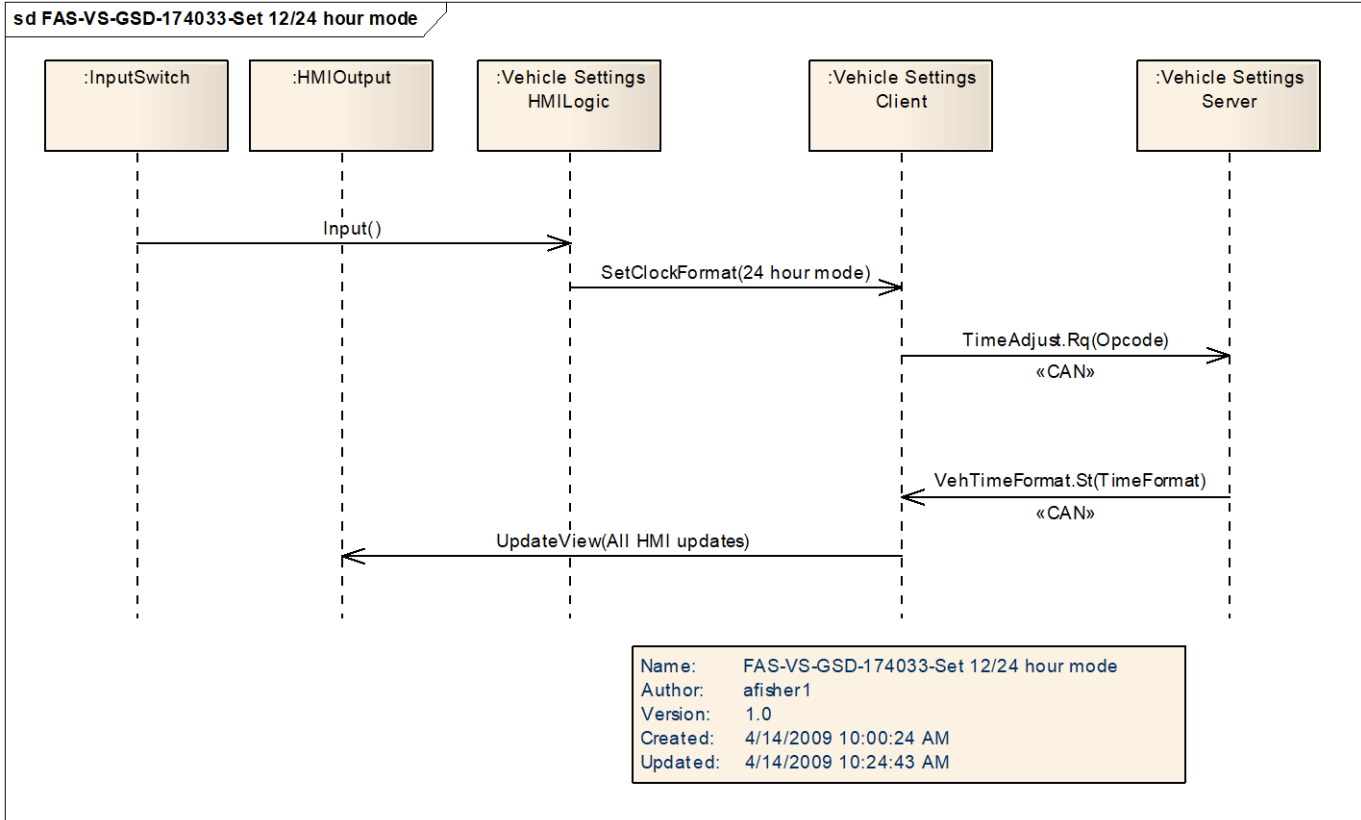 sd FAS-VS-GSD-174033-Set 12/24 hour mode
:InputSwitch
:HMIOutput
:Vehicle Settings
HMILogic
:Vehicle Settings
Client
:Vehicle Settings
Server
Input()
SetClockFormat(24 hour mode)
TimeAdjust.Rq(Opcode)
«CAN»
VehTimeFormat.St(TimeFormat)
«CAN»
UpdateView(All HMI updates)
Name: FAS-VS-GSD-174033-Set 12/24 hour mode
Author: afisher1
Version: 1.0
Created: 4/14/2009 10:00:24 AM
Updated: 4/14/2009 10:24:43 AM